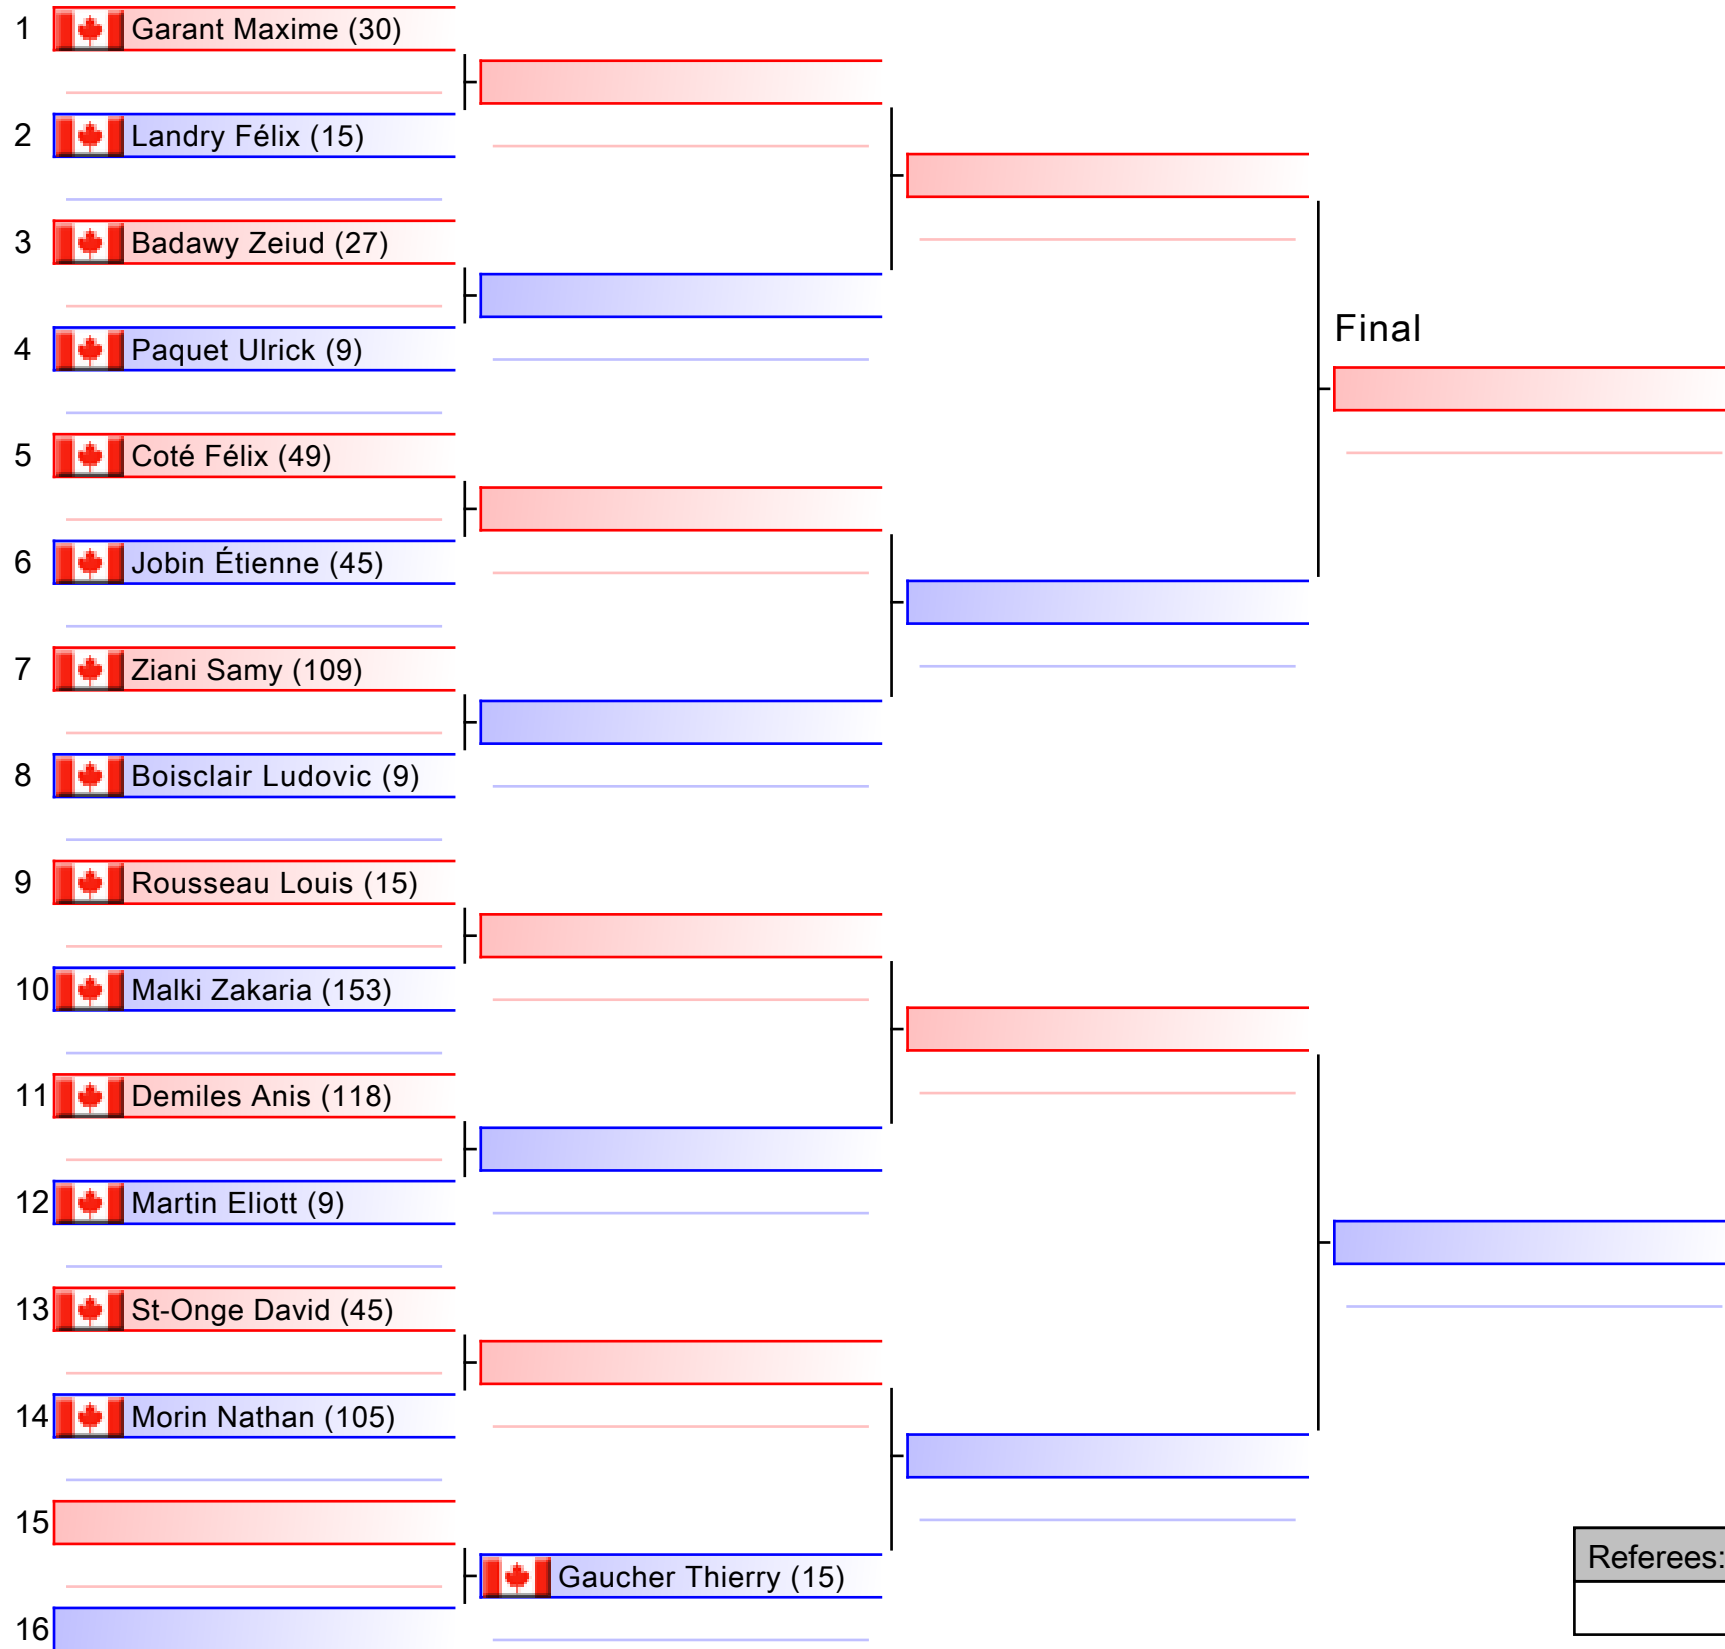 1 Garant Maxime (30)
2 Landry Félix (15)
3 Badawy Zeiud (27)
4 Paquet Ulrick (9)
Final
5 Coté Félix (49)
6 Jobin Étienne (45)
7 Ziani Samy (109)
8 Boisclair Ludovic (9)
9 Rousseau Louis (15)
10 Malki Zakaria (153)
11 Demiles Anis (118)
12 Martin Eliott (9)
13 St-Onge David (45)
14 Morin Nathan (105)
15
Referees:
Gaucher Thierry (15)
16